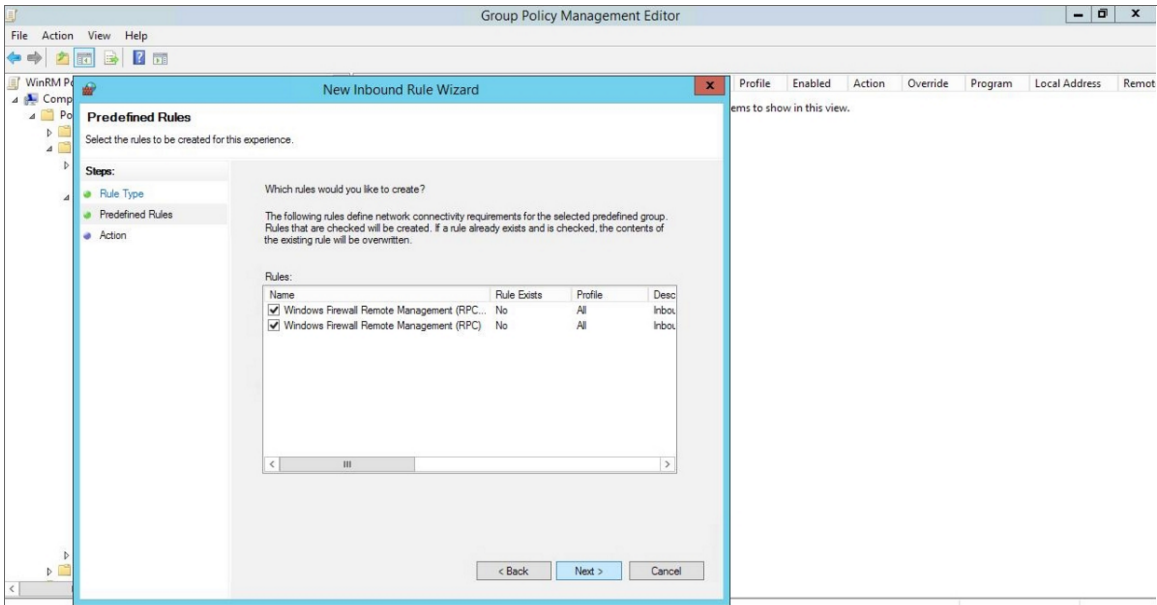 Group Policy Management Editor
File Action View Help
WinRM Po
Comp
Po
New Inbound Rule Wizard
Predefined Rules
Select the rules to be created for this experience.
Steps:
Rule Type
Predefined Rules
Action
Which rules would you like to create?
The following rules define network connectivity requirements for the selected predefined group.
Rules that are checked will be created. If a rule already exists and is checked, the contents of
the existing rule will be overwritten.
Rules:
Name Rule Exists Profile Desc
Windows Firewall Remote Management (RPC... No All Inbou
Windows Firewall Remote Management (RPC) No All Inbou
< Back Next > Cancel
Profile Enabled Action Override Program Local Address Remot
ems to show in this view.